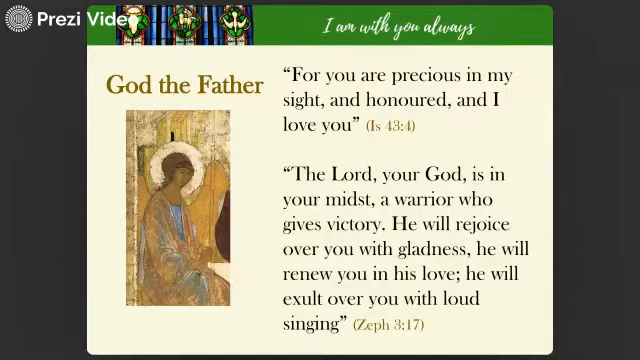 Prezi Video
I am with you always
God the Father
“For you are precious in my
sight, and honoured, and I
love you” (Is 43:4)
“The Lord, your God, is in
your midst, a warrior who
gives victory. He will rejoice
over you with gladness, he will
renew you in his love; he will
exult over you with loud
singing” (Zeph 3:17)